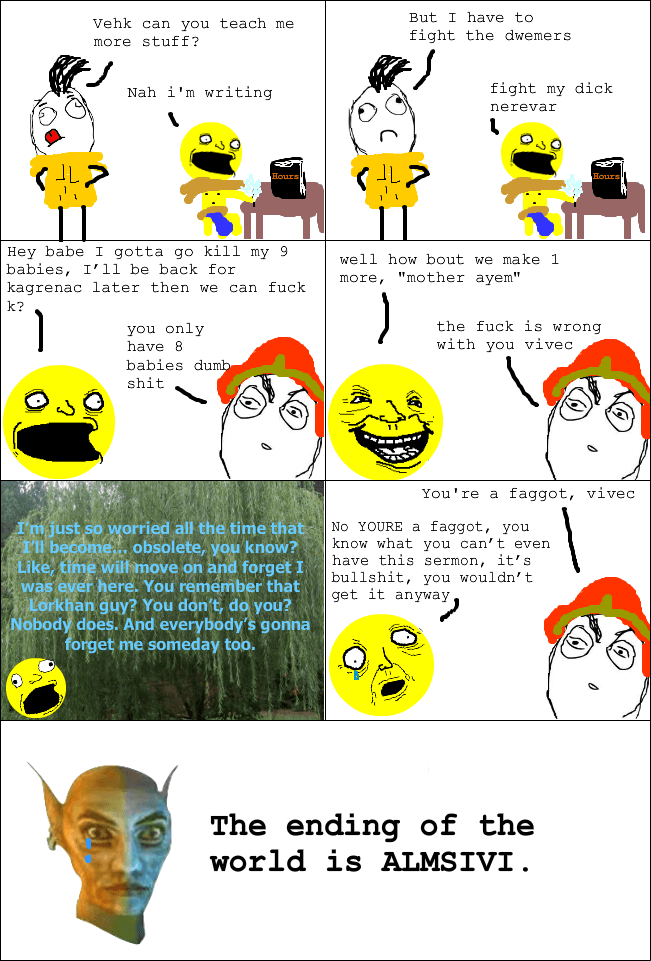 Vehk can you teach me
more stuff?
Nah i'm writing
Hours
But I have to
fight the dwemers
fight my dick
nerevar
Hours
Hey babe I gotta go kill my 9
babies, I'll be back for
kagrenac later then we can fuck
k?
you only
have 8
babies dumb
shit
well how bout we make 1
more, "mother ayem"
the fuck is wrong
with you vivec
I'm just so worried all the time that
I'll become... obsolete, you know?
Like, time will move on and forget I
was ever here. You remember that
Lorkhan guy? You don't, do you?
Nobody does. And everybody's gonna
forget me someday too.
You're a faggot, vivec
No YOURE a faggot, you
know what you can't even
have this sermon, it's
bullshit, you wouldn't
get it anyway
The ending of the
world is ALMSIVI.